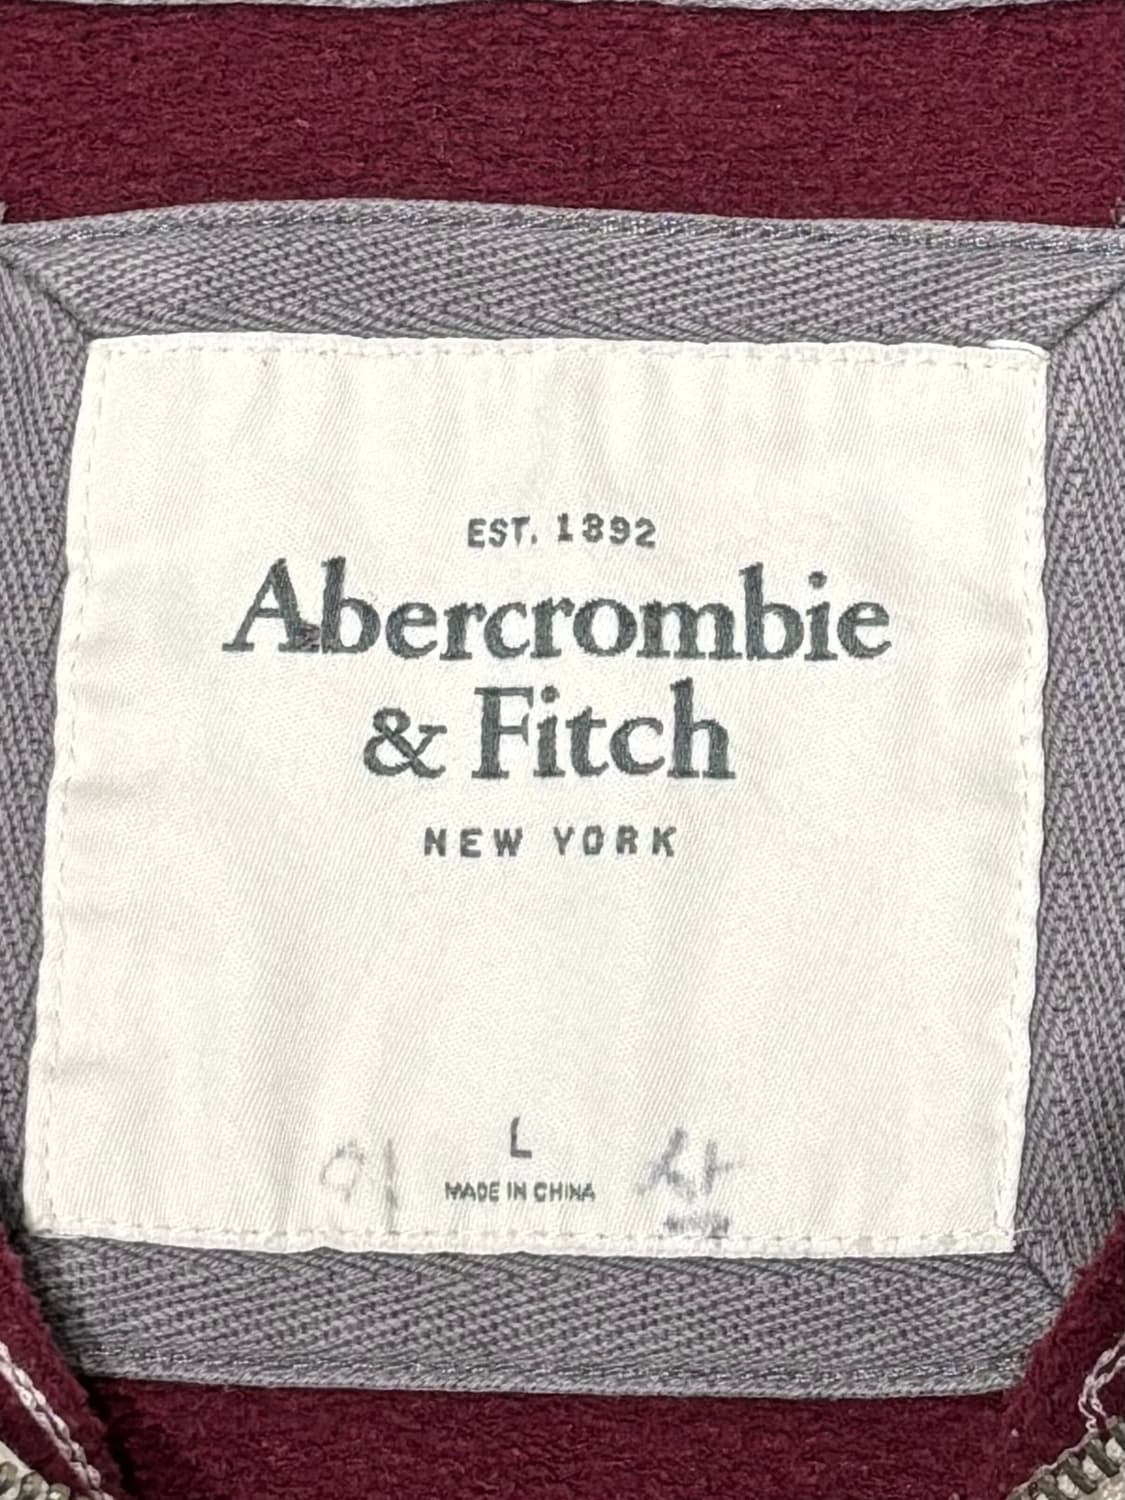 EST. 1892
Abercrombie
& Fitch
NEW YORK
L
MADE IN CHINA